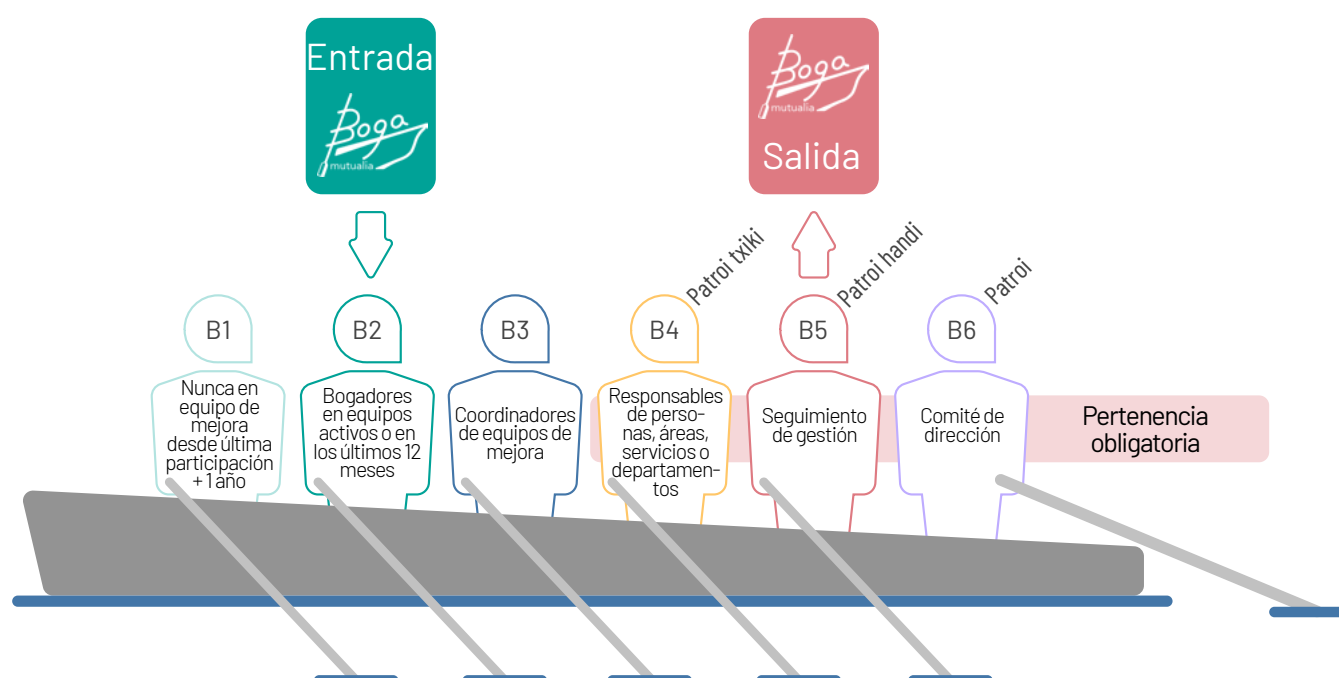 Entrada
Boga
mutualia
Boga
mutualia
Salida
Patroi txiki
Patroi handi
Patroi
B1
B2
B3
B4
B5
B6
Nunca en
equipo de
mejora
desde última
participación
+ 1 año
Bogadores
en equipos
activos o en
los últimos 12
meses
Coordinadores
de equipos de
mejora
Responsables
de perso-
nas, áreas,
servicios o
departamen-
tos
Seguimiento
de gestión
Comité de
dirección
Pertenencia
obligatoria